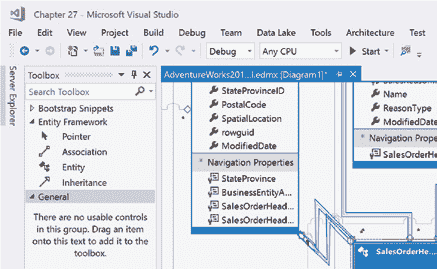 Chapter 27 - Microsoft Visual Studio
File Edit View Project Build Debug Team Data Lake Tools Architecture Test
Debug Any CPU Start
Server Explorer
Toolbox
Search Toolbox
Bootstrap Snippets
Entity Framework
Pointer
Association
Entity
Inheritance
General
There are no usable controls
in this group. Drag an item
onto this text to add it to the
toolbox.
AdventureWorks201...l.edmx [Diagram1]*
StateProvinceID
PostalCode
SpatialLocation
rowguid
ModifiedDate
Navigation Properties
StateProvince
BusinessEntityA...
SalesOrderHead...
SalesOrderHead...
Name
ReasonType
ModifiedDate
Navigation Prope
SalesOrderHe
SalesOrderHe...